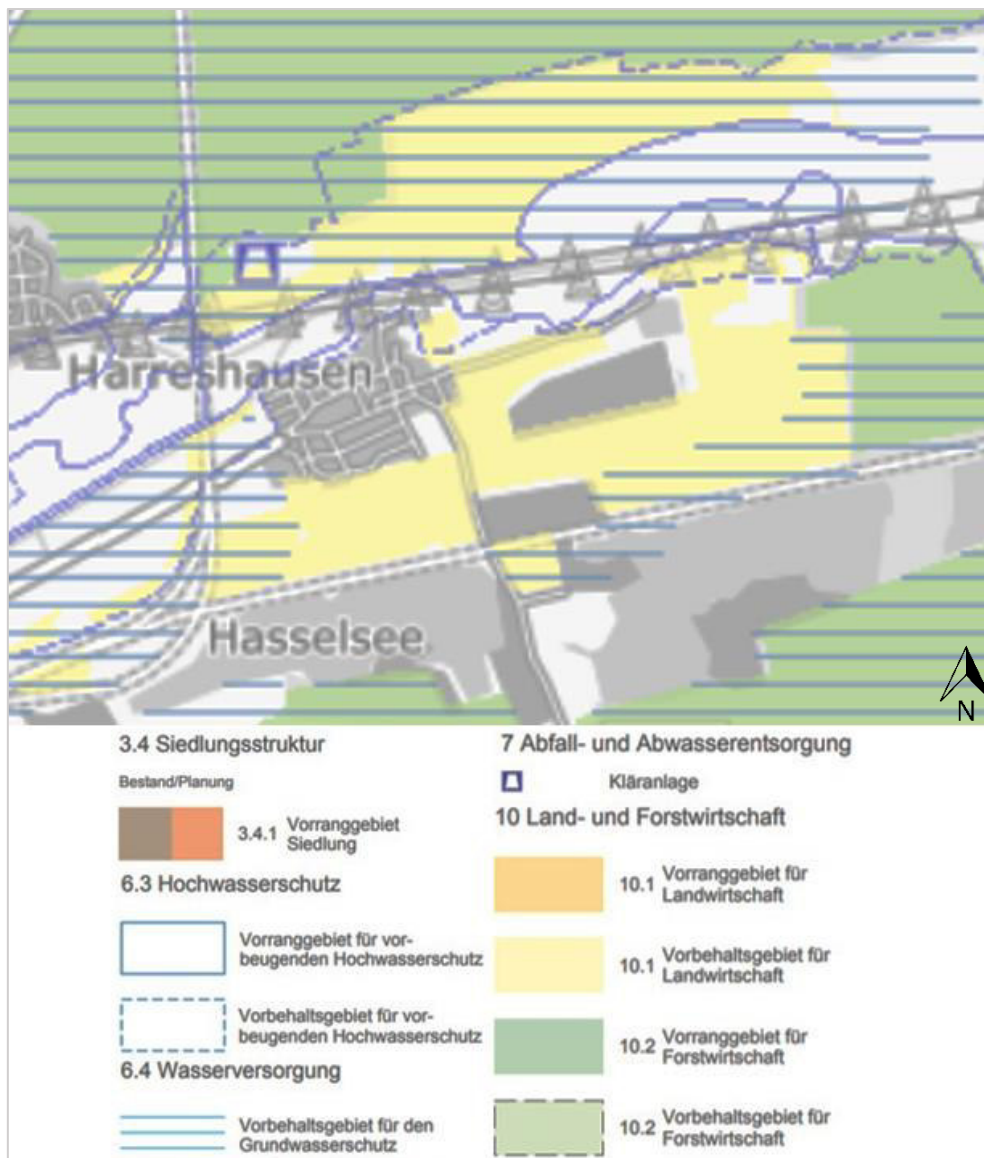 Harreshausen
Hasselsee
N
3.4 Siedlungsstruktur
Bestand/Planung
3.4.1 Vorranggebiet
Siedlung
6.3 Hochwasserschutz
Vorranggebiet für vor-
beugenden Hochwasserschutz
Vorbehaltsgebiet für vor-
beugenden Hochwasserschutz
6.4 Wasserversorgung
Vorbehaltsgebiet für den
Grundwasserschutz
7 Abfall- und Abwasserentsorgung
Kläranlage
10 Land- und Forstwirtschaft
10.1 Vorranggebiet für
Landwirtschaft
10.1 Vorbehaltsgebiet für
Landwirtschaft
10.2 Vorranggebiet für
Forstwirtschaft
10.2 Vorbehaltsgebiet für
Forstwirtschaft